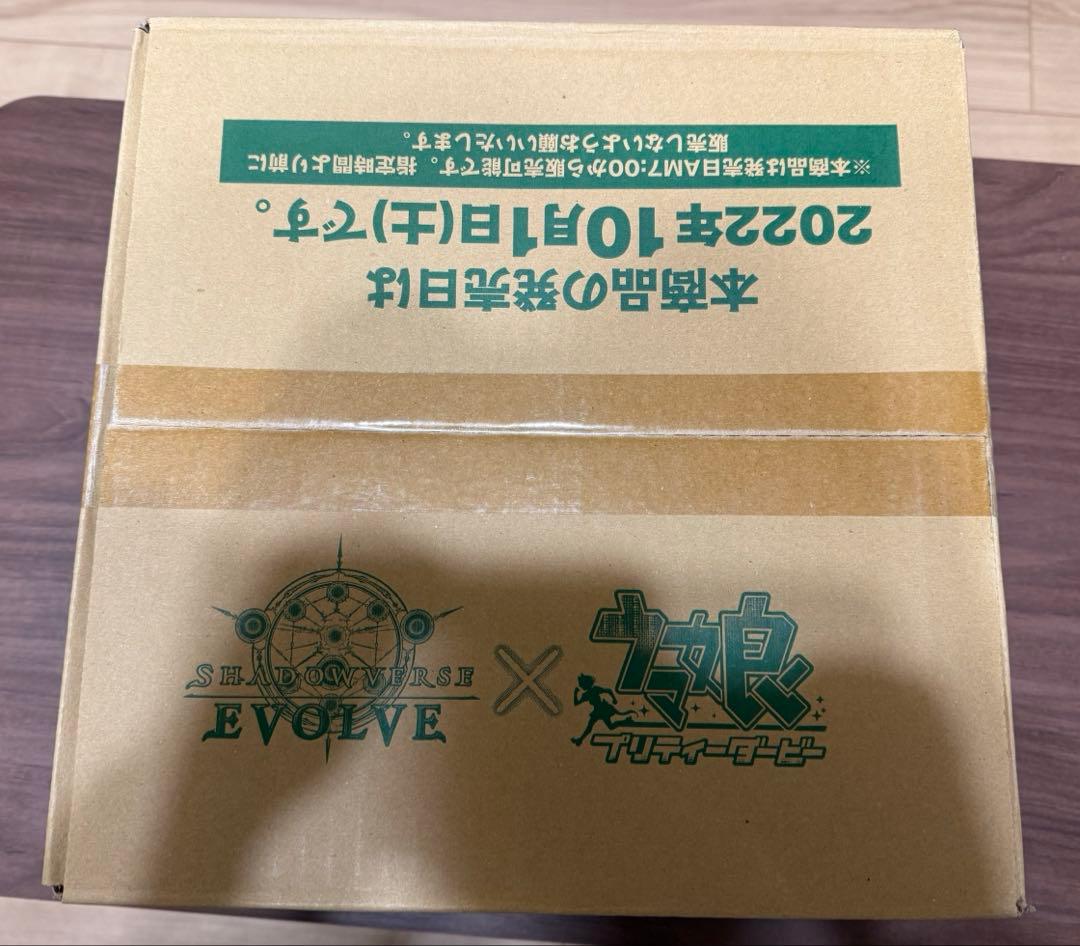 本商品の発売日は
2022年10月1日(土)です。
※本商品は発売日AM7:00から販売可能です。指定時間より前に
販売しないようお願いいたします。
SHADOWVERSE
EVOLVE
×
ウマ娘
プリティーダービー